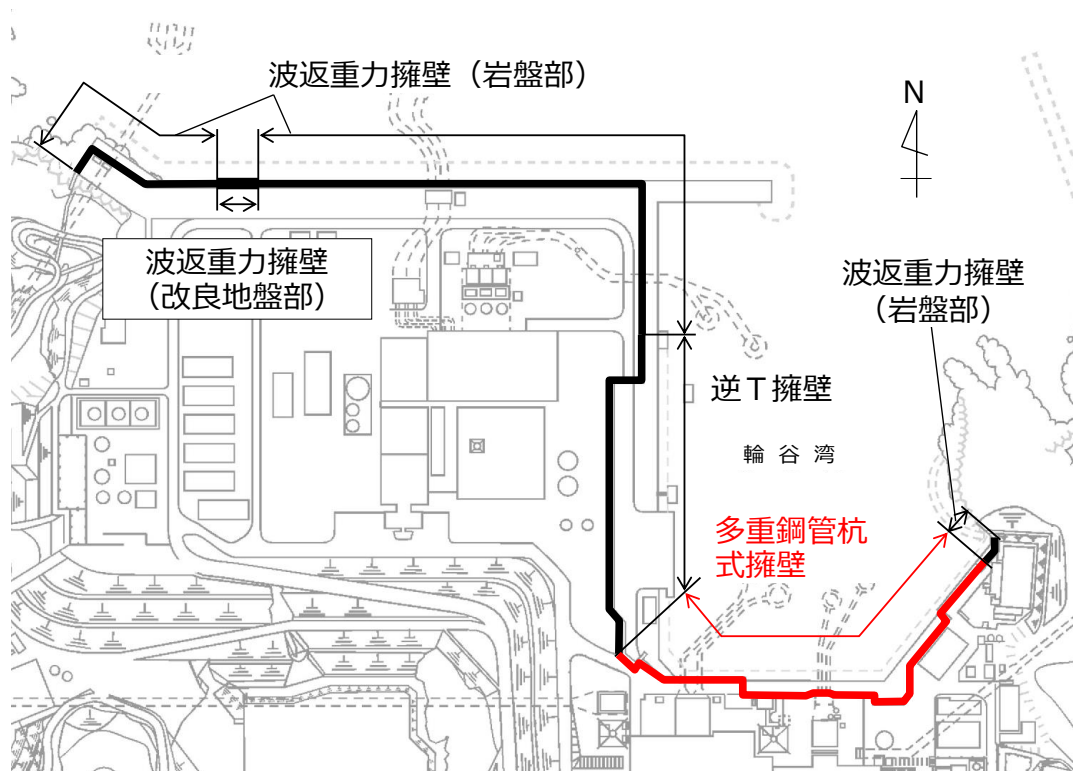 波返重力擁壁（岩盤部）
N
波返重力擁壁
（改良地盤部）
波返重力擁壁
（岩盤部）
逆Ｔ擁壁
輪谷湾
多重鋼管杭
式擁壁